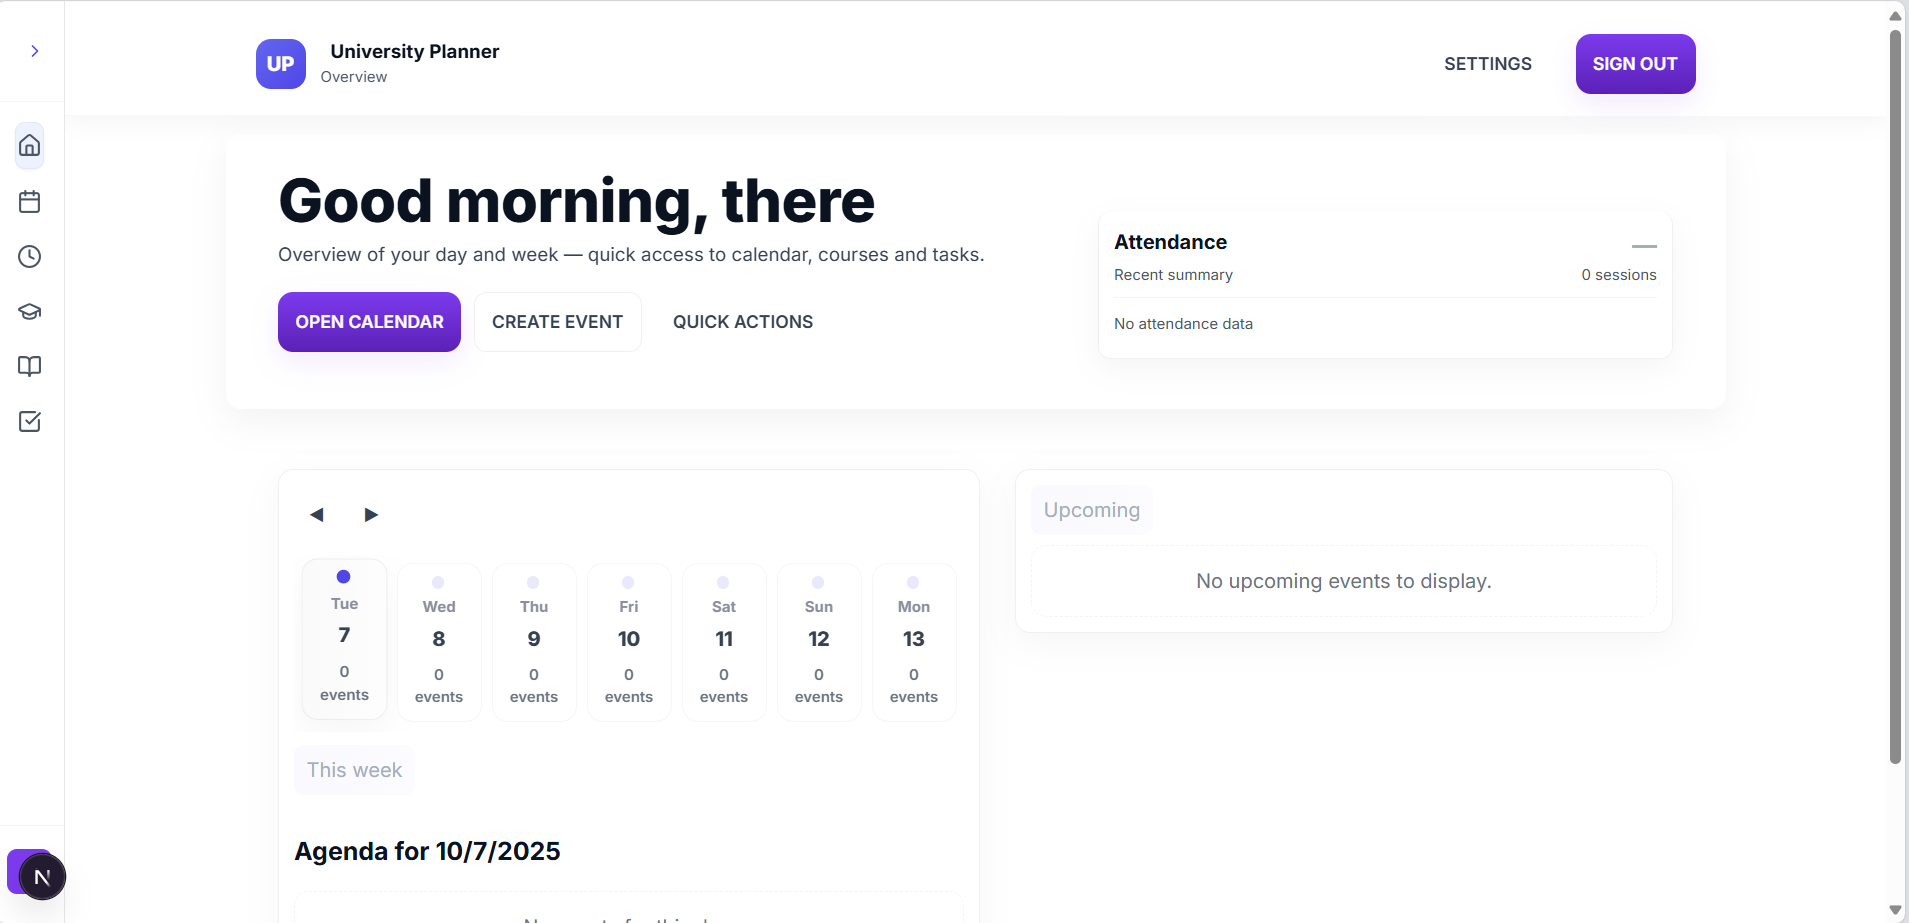 UP
University Planner
Overview
SETTINGS
SIGN OUT
Good morning, there
Overview of your day and week — quick access to calendar, courses and tasks.
OPEN CALENDAR
CREATE EVENT
QUICK ACTIONS
Attendance
—
Recent summary
0 sessions
No attendance data
◀ ▶
Tue
7
0
events
Wed
8
0
events
Thu
9
0
events
Fri
10
0
events
Sat
11
0
events
Sun
12
0
events
Mon
13
0
events
This week
Agenda for 10/7/2025
Upcoming
No upcoming events to display.
N